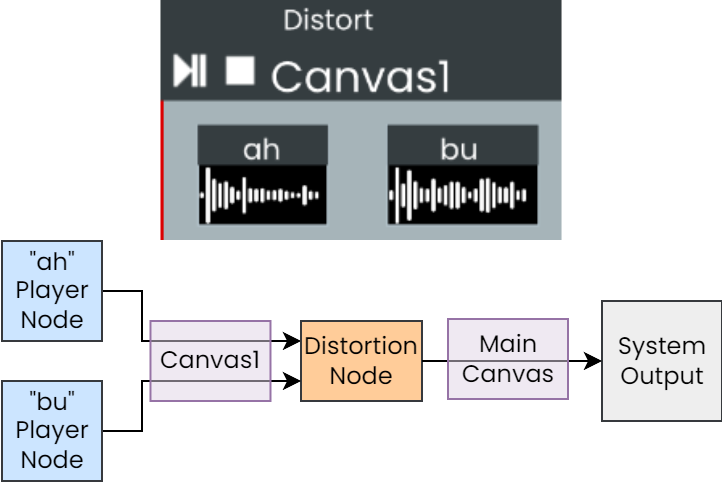 Distort
Canvas1
ah
bu
"ah"
Player
Node
Canvas1
"bu"
Player
Node
Distortion
Node
Main
Canvas
System
Output